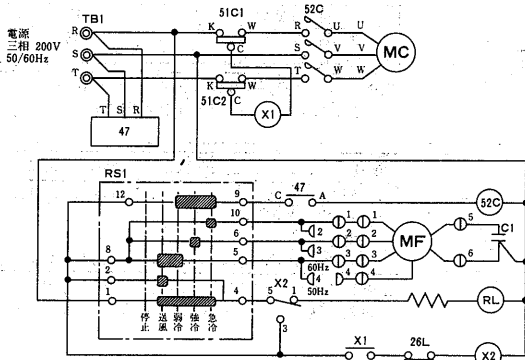 電源
三相 200V
50/60Hz
TB1
R
S
T
T S R
47
51C1
K W
C
51C2
K W
C
X1
52C
R U U
S V V
T W W
MC
RS1
12 9
10
6
8 5
2
1 4
停止 送風 弱冷 強冷 急冷
47
C A
52C
2
3
60Hz
4
50Hz
1 1
2 2
3 3
4 4
MF
5
6
C1
X2
5 1
3
RL
X1
26L
X2